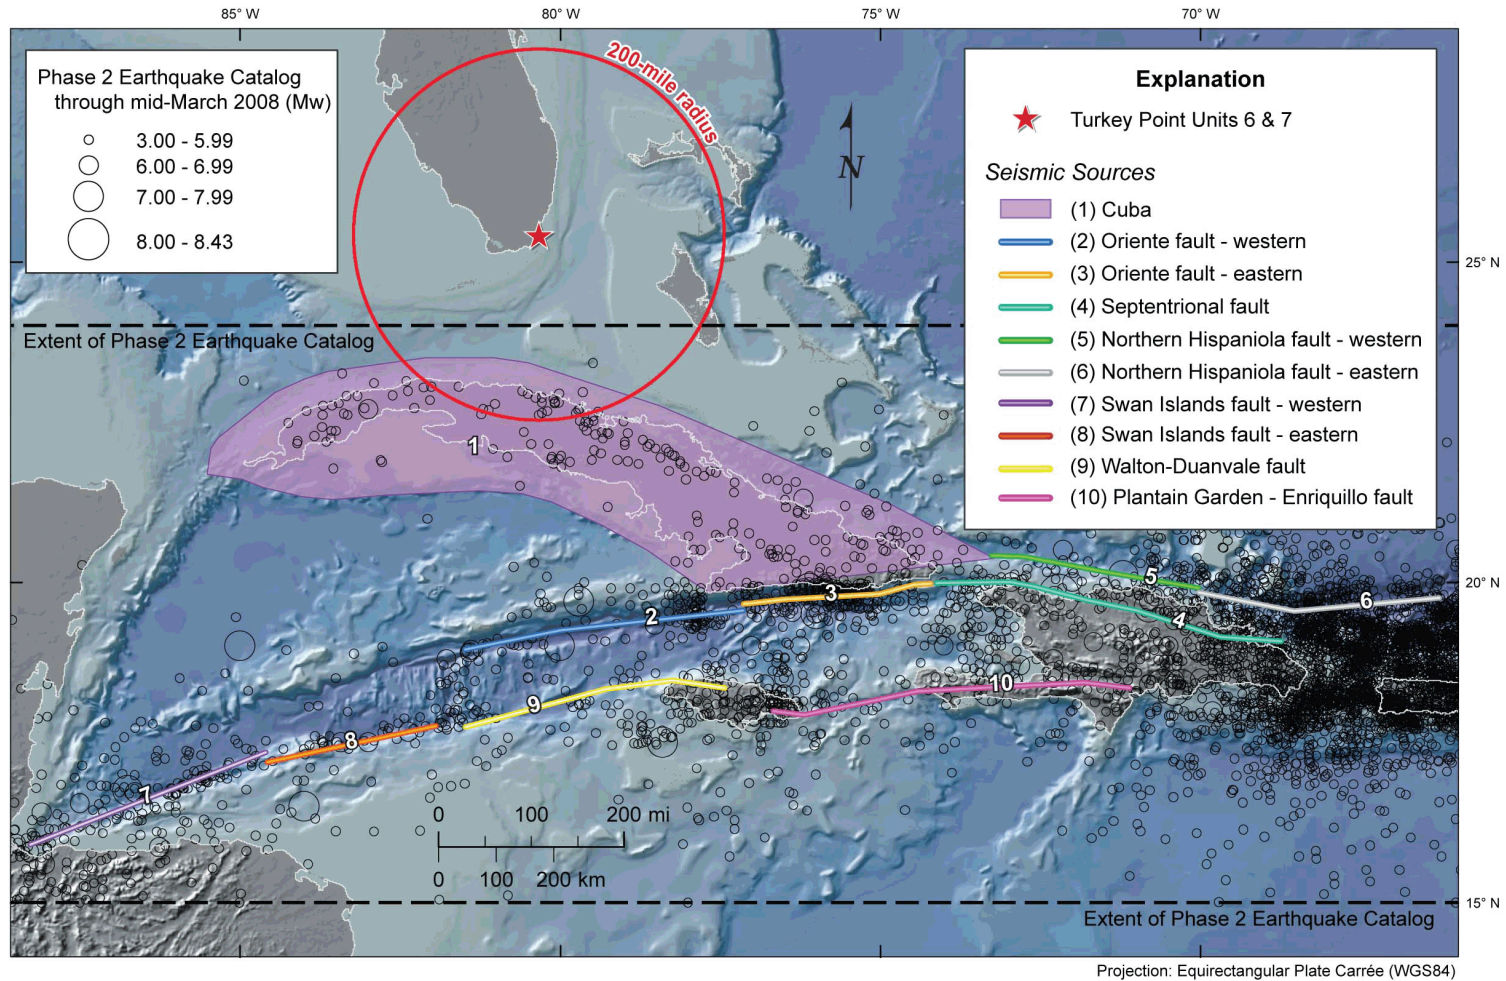 85° W
80° W
75° W
70° W
Phase 2 Earthquake Catalog
through mid-March 2008 (Mw)
3.00 - 5.99
6.00 - 6.99
7.00 - 7.99
8.00 - 8.43
200-mile radius
N
Explanation
Turkey Point Units 6 & 7
Seismic Sources
(1) Cuba
(2) Oriente fault - western
(3) Oriente fault - eastern
(4) Septentrional fault
(5) Northern Hispaniola fault - western
(6) Northern Hispaniola fault - eastern
(7) Swan Islands fault - western
(8) Swan Islands fault - eastern
(9) Walton-Duanvale fault
(10) Plantain Garden - Enriquillo fault
25° N
Extent of Phase 2 Earthquake Catalog
1
20° N
5
3
6
2
4
10
9
8
7
0 100 200 mi
0 100 200 km
15° N
Extent of Phase 2 Earthquake Catalog
Projection: Equirectangular Plate Carrée (WGS84)